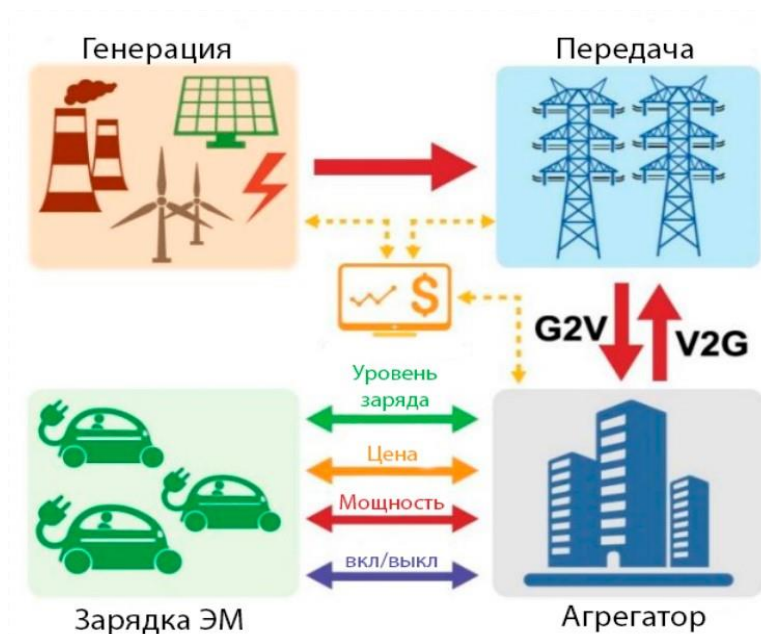 Генерация
Передача
$
G2V
V2G
Уровень
заряда
Цена
Мощность
вкл/выкл
Зарядка ЭМ
Агрегатор